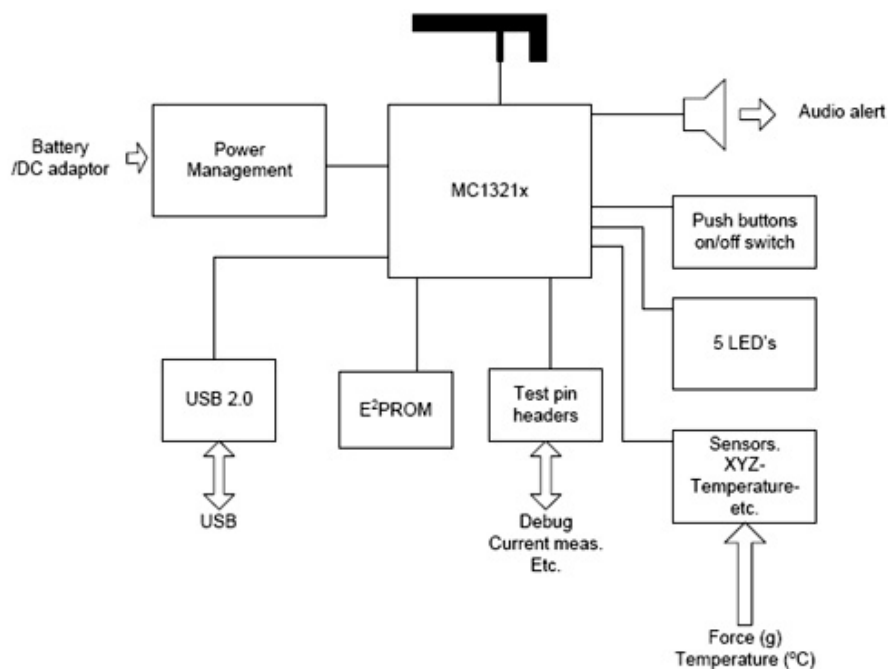 Battery
/DC adaptor
Power
Management
MC1321x
Audio alert
Push buttons
on/off switch
5 LED's
USB 2.0
E²PROM
Test pin
headers
Sensors.
XYZ-
Temperature-
etc.
USB
Debug
Current meas.
Etc.
Force (g)
Temperature (ºC)